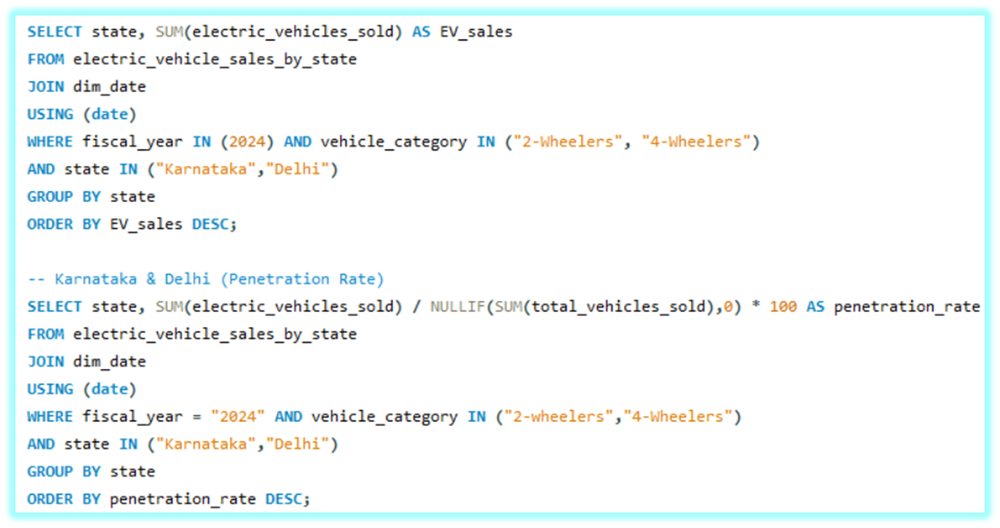 SELECT state, SUM(electric_vehicles_sold) AS EV_sales
FROM electric_vehicle_sales_by_state
JOIN dim_date
USING (date)
WHERE fiscal_year IN (2024) AND vehicle_category IN ("2-Wheelers", "4-Wheelers")
AND state IN ("Karnataka","Delhi")
GROUP BY state
ORDER BY EV_sales DESC;
-- Karnataka & Delhi (Penetration Rate)
SELECT state, SUM(electric_vehicles_sold) / NULLIF(SUM(total_vehicles_sold),0) * 100 AS penetration_rate
FROM electric_vehicle_sales_by_state
JOIN dim_date
USING (date)
WHERE fiscal_year = "2024" AND vehicle_category IN ("2-wheelers","4-Wheelers")
AND state IN ("Karnataka","Delhi")
GROUP BY state
ORDER BY penetration_rate DESC;